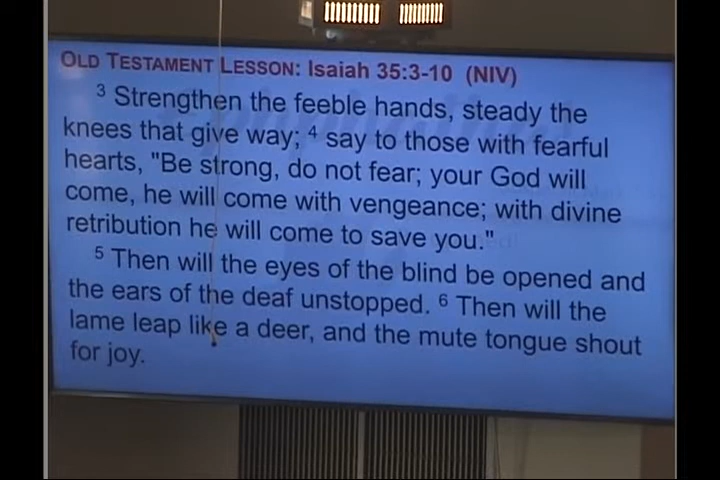 OLD TESTAMENT LESSON: Isaiah 35:3-10 (NIV)
3 Strengthen the feeble hands, steady the
knees that give way; 4 say to those with fearful
hearts, "Be strong, do not fear; your God will
come, he will come with vengeance; with divine
retribution he will come to save you."
5 Then will the eyes of the blind be opened and
the ears of the deaf unstopped. 6 Then will the
lame leap like a deer, and the mute tongue shout
for joy.